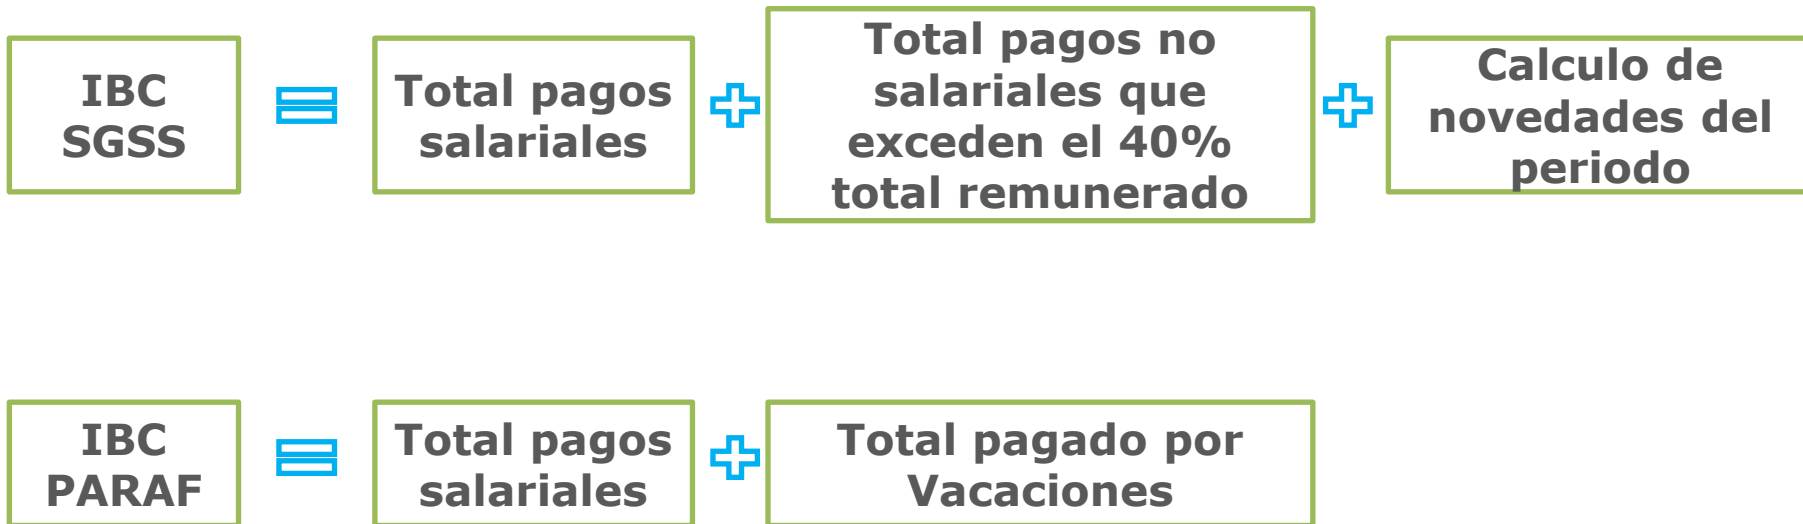 IBC
SGSS
Total pagos
salariales
Total pagos no
salariales que
exceden el 40%
total remunerado
Calculo de
novedades del
periodo
IBC
PARAF
Total pagos
salariales
Total pagado por
Vacaciones